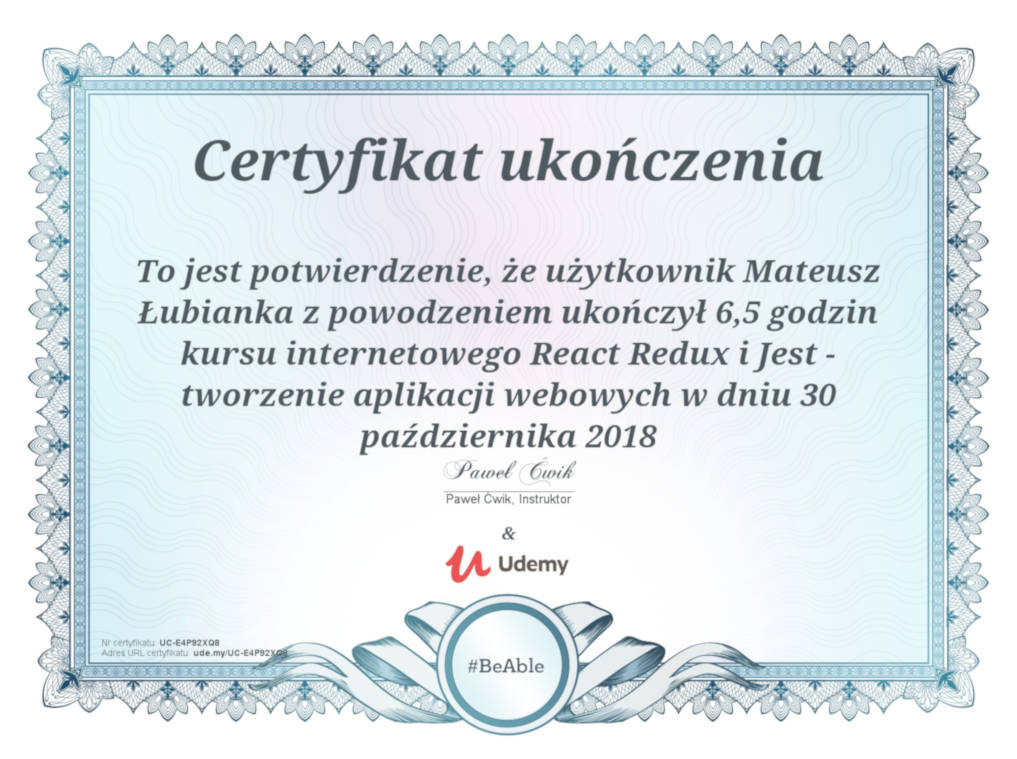 Certyfikat ukończenia
To jest potwierdzenie, że użytkownik Mateusz
Łubianka z powodzeniem ukończył 6,5 godzin
kursu internetowego React Redux i Jest -
tworzenie aplikacji webowych w dniu 30
października 2018
Paweł Ćwik
Paweł Ćwik, Instruktor
&
Udemy
Nr certyfikatu: UC-E4P92XQ8
Adres URL certyfikatu: ude.my/UC-E4P92XQ8
#BeAble